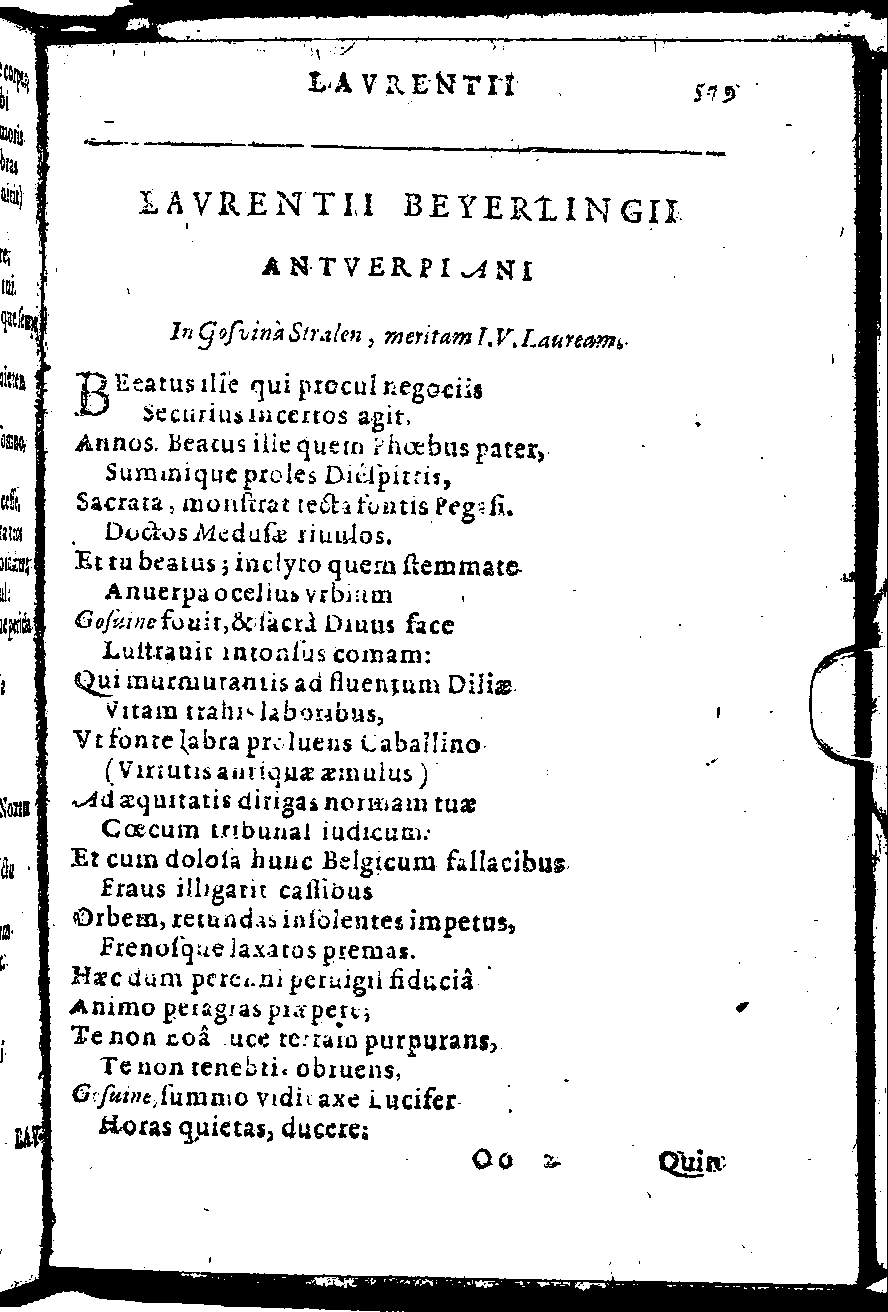 LAVRENTII 579
LAVRENTII BEYERLINGII
ANTVERPIANI
In Goſvinũ Stralen, meritam I.V. Lauream.
BEeatus ille qui procul negociis
Securius incertos agit,
Annos. Beatus ille quem Phœbus pater,
Summique proles Dieſpitris,
Sacrata, monſtrat tecta fontis Pegaſi.
Doctos Meduſæ riuulos.
Et tu beatus; inclyto quem ſtemmate
Anuerpa ocellus vrbium
Goſuine fouit, & ſacrâ Diuus face
Luſtrauit intonſus comam:
Qui murmurantis ad fluentum Diliæ
Vitam trahis laboribus,
Vt fonte labra proluens Caballino
(Virtutis antiquæ æmulus)
Ad æquitatis dirigas normam tuæ
Cœcum tribunal iudicum:
Et cum doloſa hunc Belgicum fallacibus
Fraus illigarit caſſibus
Orbem, retundas inſolentes impetus,
Frenoſque laxatos premas.
Hæc dum perenni peruigil fiduciâ
Animo peragras præpete;
Te non Eoâ luce terram purpurans,
Te non tenebris obruens,
Goſuine, ſummo vidit axe Lucifer
Horas quietas, ducere;
Oo 2 Quin